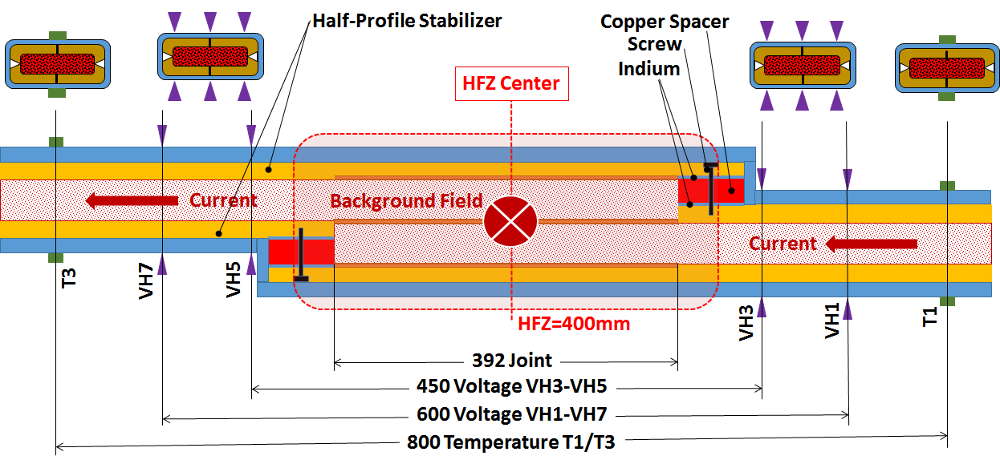 Half-Profile Stabilizer
Copper Spacer
Screw
Indium
HFZ Center
Current
Background Field
Current
T3
VH7
VH5
VH3
VH1
T1
HFZ=400mm
392 Joint
450 Voltage VH3-VH5
600 Voltage VH1-VH7
800 Temperature T1/T3